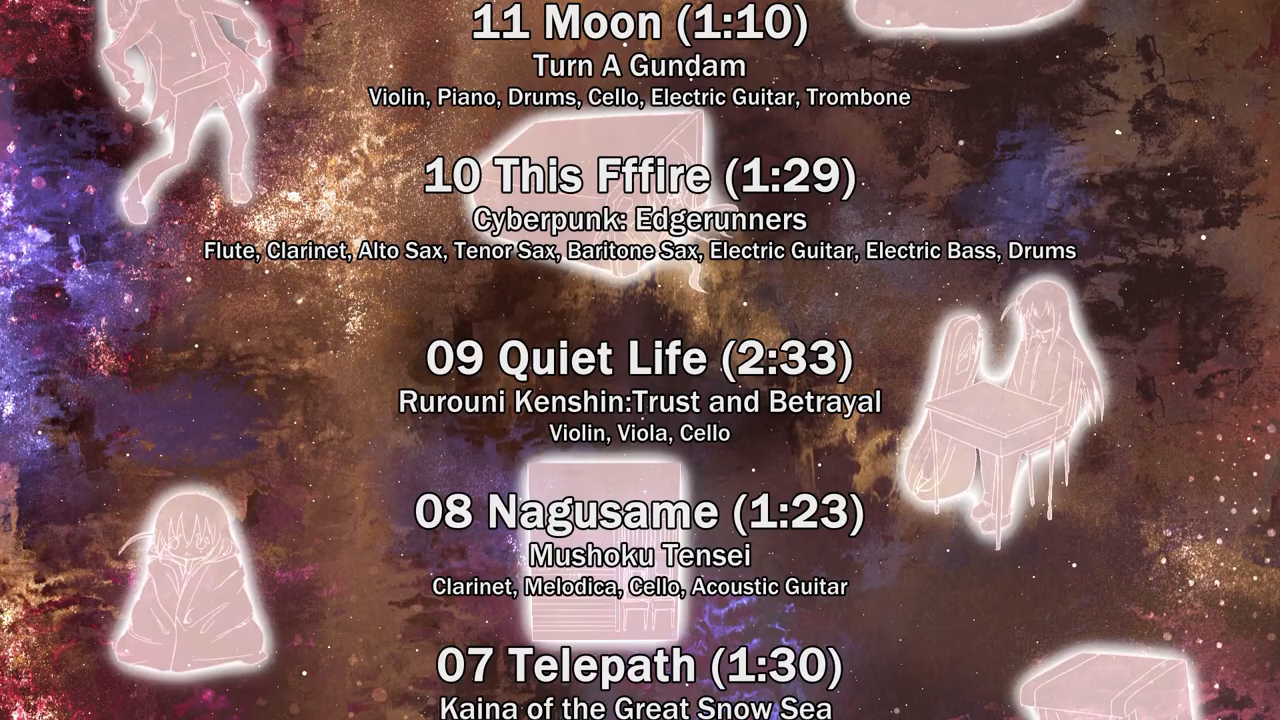 11 Moon (1:10)
Turn A Gundam
Violin, Piano, Drums, Cello, Electric Guitar, Trombone
10 This Fffire (1:29)
Cyberpunk: Edgerunners
Flute, Clarinet, Alto Sax, Tenor Sax, Baritone Sax, Electric Guitar, Electric Bass, Drums
09 Quiet Life (2:33)
Rurouni Kenshin:Trust and Betrayal
Violin, Viola, Cello
08 Nagusame (1:23)
Mushoku Tensei
Clarinet, Melodica, Cello, Acoustic Guitar
07 Telepath (1:30)
Kaina of the Great Snow Sea